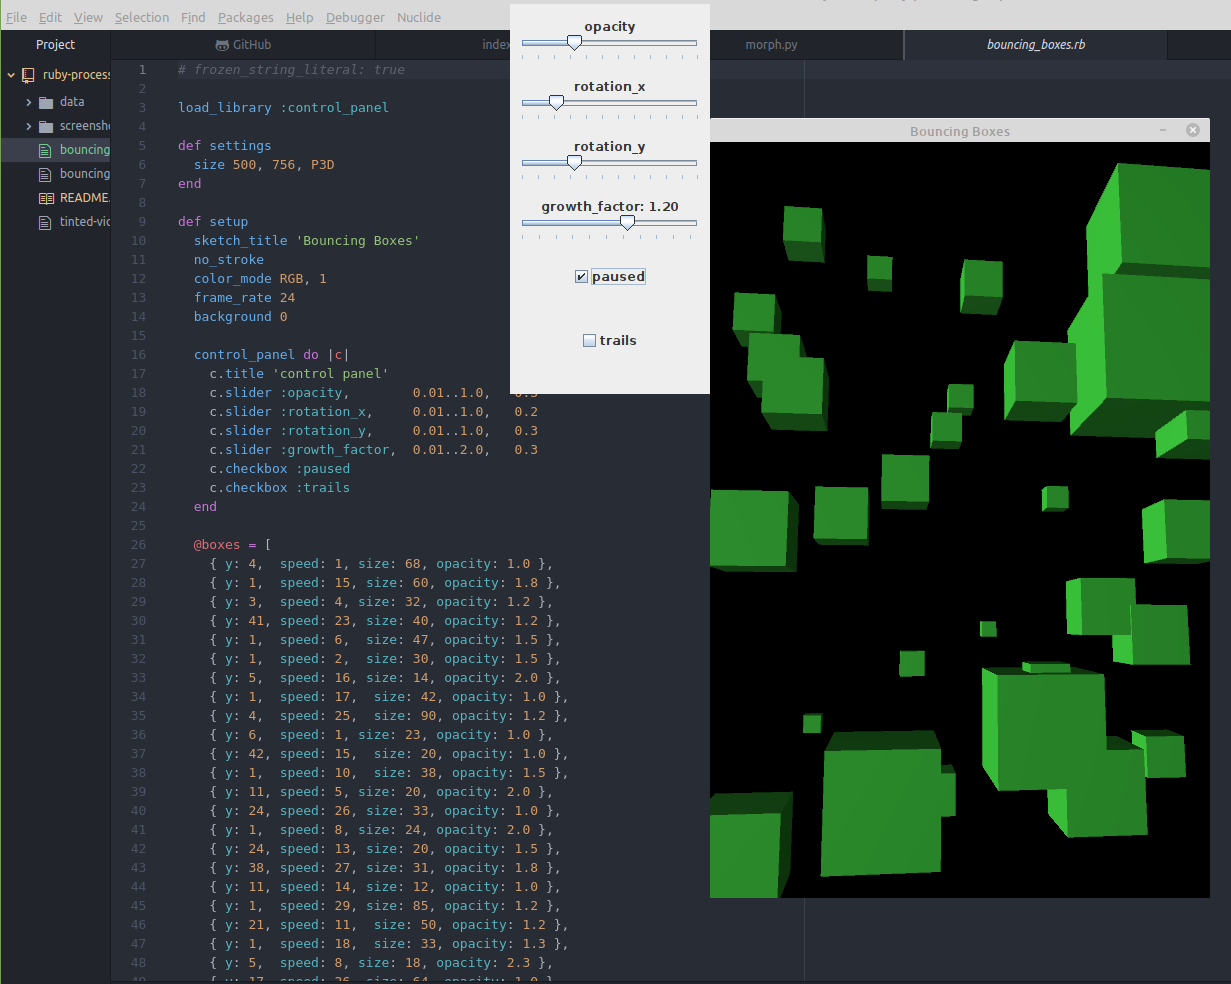 File Edit View Selection Find Packages Help Debugger Nuclide
Project
GitHub
index
morph.py
bouncing_boxes.rb
ruby-process
data
screensho
bouncing
bouncing
README.
tinted-vic
opacity
rotation_x
rotation_y
growth_factor: 1.20
paused
trails
Bouncing Boxes
1 # frozen_string_literal: true
2
3 load_library :control_panel
4
5 def settings
6 size 500, 756, P3D
7 end
8
9 def setup
10 sketch_title 'Bouncing Boxes'
11 no_stroke
12 color_mode RGB, 1
13 frame_rate 24
14 background 0
15
16 control_panel do |c|
17 c.title 'control panel'
18 c.slider :opacity, 0.01..1.0, 0.3
19 c.slider :rotation_x, 0.01..1.0, 0.2
20 c.slider :rotation_y, 0.01..1.0, 0.3
21 c.slider :growth_factor, 0.01..2.0, 0.3
22 c.checkbox :paused
23 c.checkbox :trails
24 end
25
26 @boxes = [
27 { y: 4, speed: 1, size: 68, opacity: 1.0 },
28 { y: 1, speed: 15, size: 60, opacity: 1.8 },
29 { y: 3, speed: 4, size: 32, opacity: 1.2 },
30 { y: 41, speed: 23, size: 40, opacity: 1.2 },
31 { y: 1, speed: 6, size: 47, opacity: 1.5 },
32 { y: 1, speed: 2, size: 30, opacity: 1.5 },
33 { y: 5, speed: 16, size: 14, opacity: 2.0 },
34 { y: 1, speed: 17, size: 42, opacity: 1.0 },
35 { y: 4, speed: 25, size: 90, opacity: 1.2 },
36 { y: 6, speed: 1, size: 23, opacity: 1.0 },
37 { y: 42, speed: 15, size: 20, opacity: 1.0 },
38 { y: 1, speed: 10, size: 38, opacity: 1.5 },
39 { y: 11, speed: 5, size: 20, opacity: 2.0 },
40 { y: 24, speed: 26, size: 33, opacity: 1.0 },
41 { y: 1, speed: 8, size: 24, opacity: 2.0 },
42 { y: 24, speed: 13, size: 20, opacity: 1.5 },
43 { y: 38, speed: 27, size: 31, opacity: 1.8 },
44 { y: 11, speed: 14, size: 12, opacity: 1.0 },
45 { y: 1, speed: 29, size: 85, opacity: 1.2 },
46 { y: 21, speed: 11, size: 50, opacity: 1.2 },
47 { y: 1, speed: 18, size: 33, opacity: 1.3 },
48 { y: 5, speed: 8, size: 18, opacity: 2.3 },